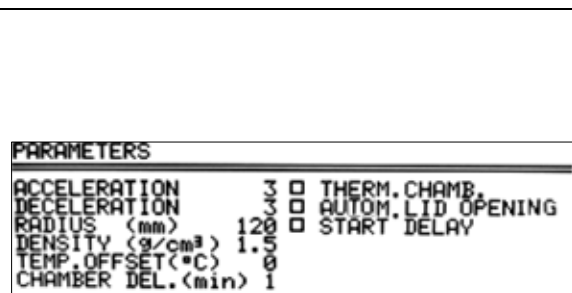 PARAMETERS
ACCELERATION 3 □ THERM.CHAMB.
DECELERATION 3 □ AUTOM.LID OPENING
RADIUS (mm) 120 □ START DELAY
DENSITY (g/cm³) 1.5
TEMP.OFFSET(°C) 0
CHAMBER DEL.(min) 1